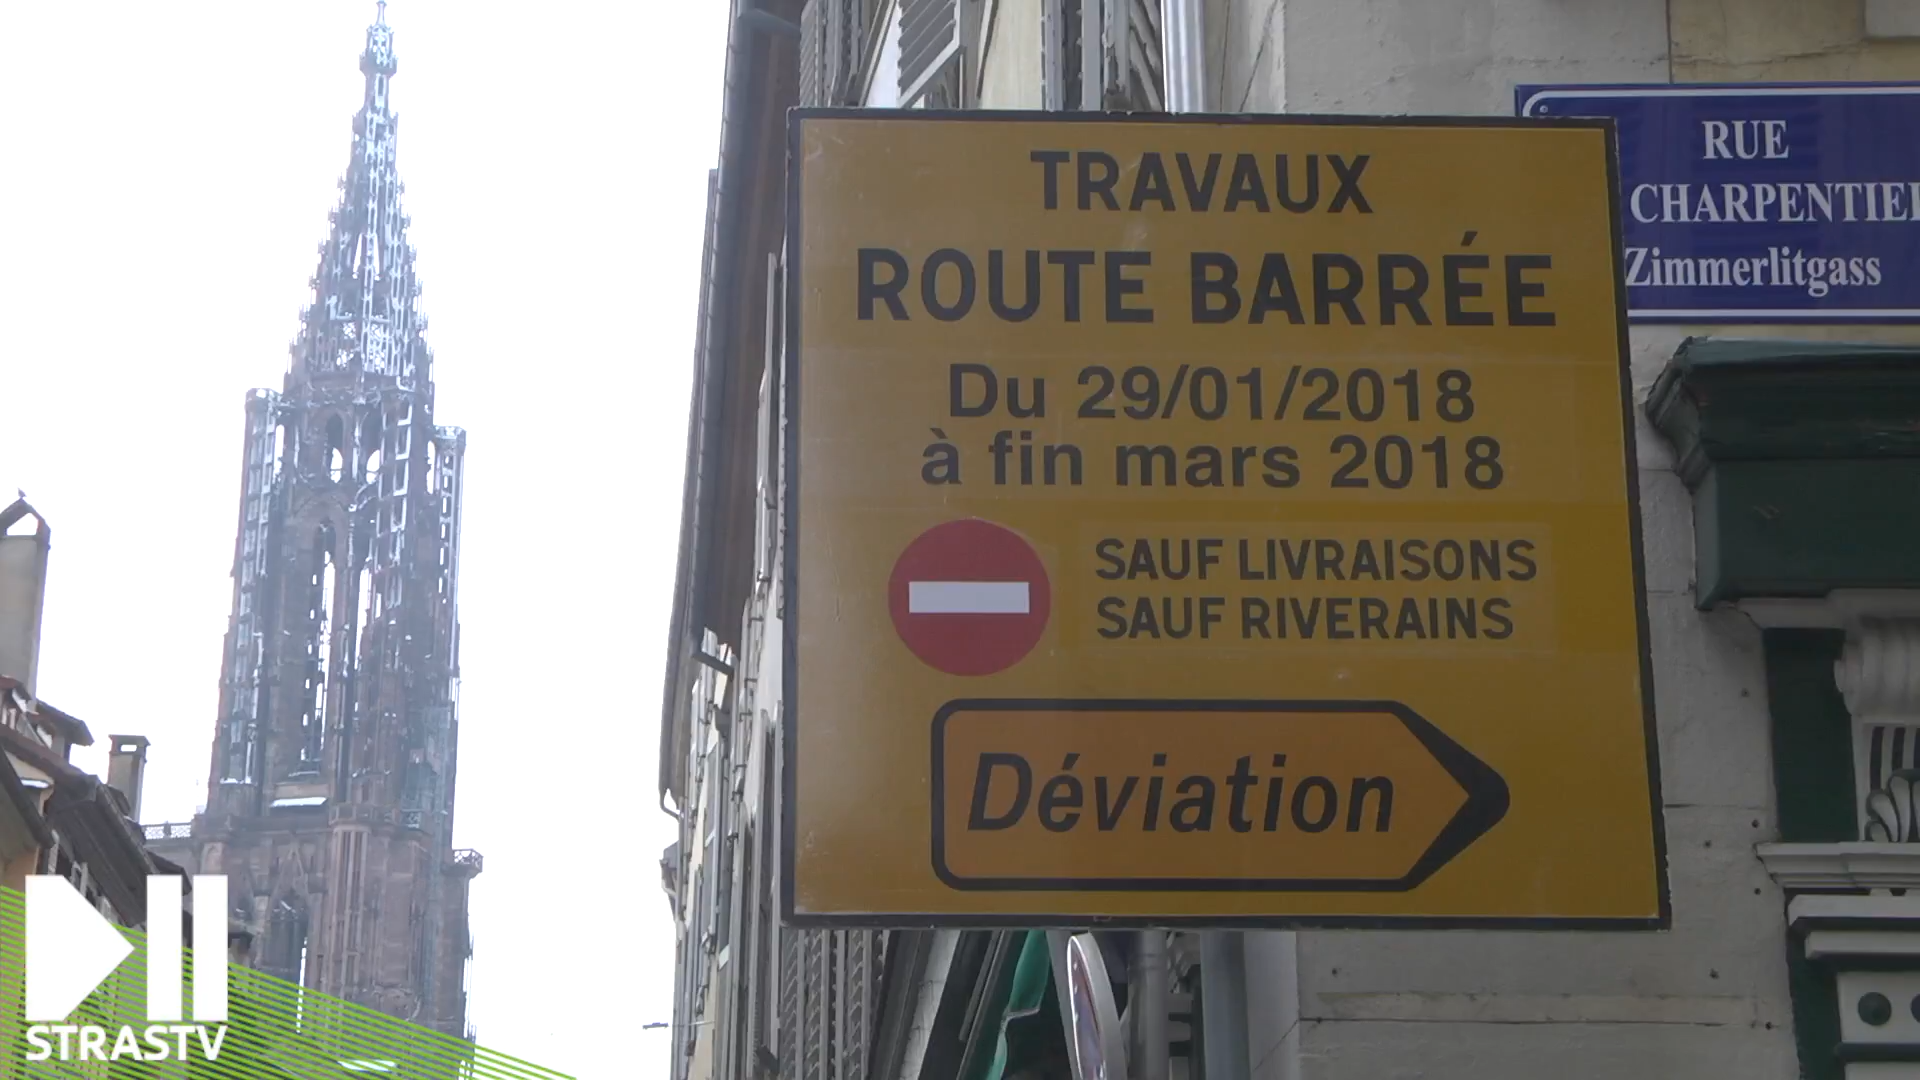 TRAVAUX
ROUTE BARRÉE
Du 29/01/2018
à fin mars 2018
SAUF LIVRAISONS
SAUF RIVERAINS
Déviation
RUE
CHARPENTIE
Zimmerlitgass
STRASTV